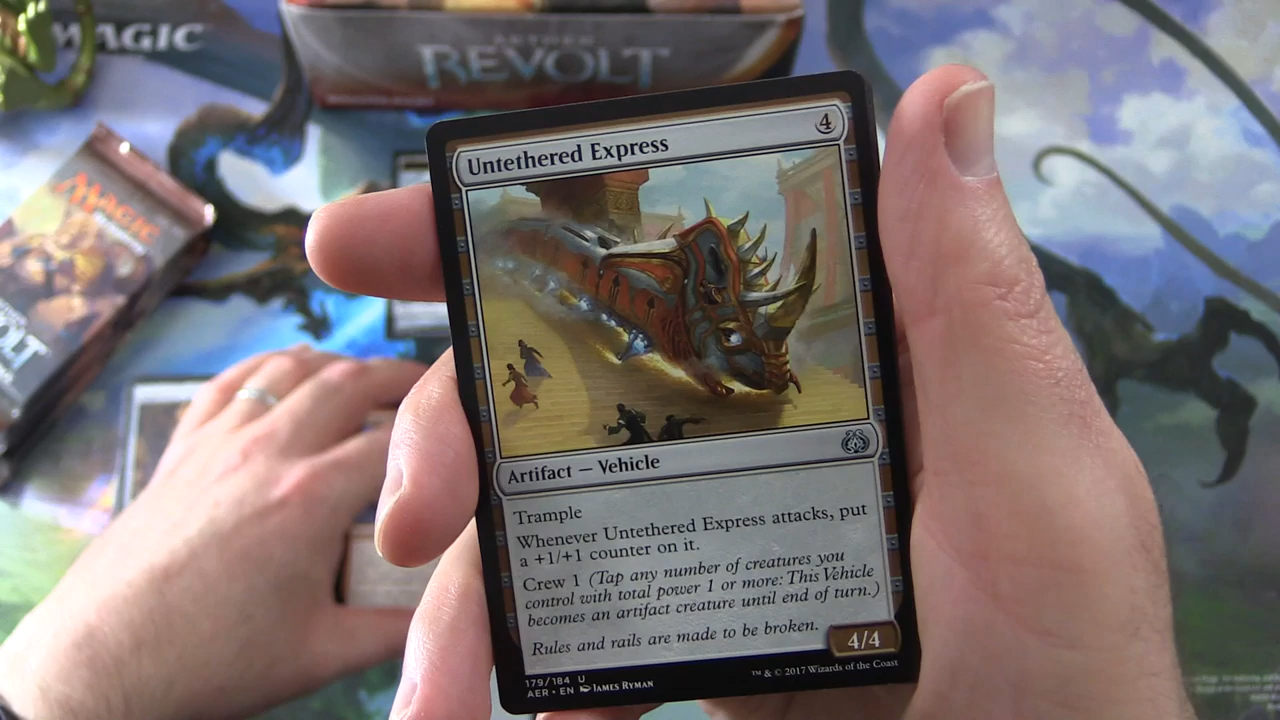 MAGIC
AETHER
REVOLT
MAGIC
REVOLT
Untethered Express
4
Artifact — Vehicle
Trample
Whenever Untethered Express attacks, put
a +1/+1 counter on it.
Crew 1 (Tap any number of creatures you
control with total power 1 or more: This Vehicle
becomes an artifact creature until end of turn.)
Rules and rails are made to be broken.
4/4
179/184 U
AER • EN JAMES RYMAN
™ & © 2017 Wizards of the Coast